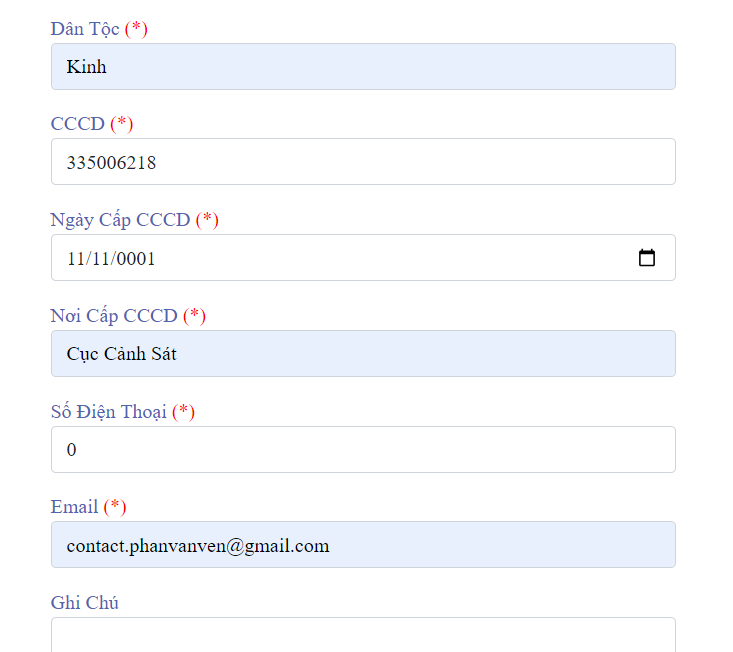 Dân Tộc (*)
Kinh
CCCD (*)
335006218
Ngày Cấp CCCD (*)
11/11/0001
Nơi Cấp CCCD (*)
Cục Cảnh Sát
Số Điện Thoại (*)
0
Email (*)
contact.phanvanven@gmail.com
Ghi Chú